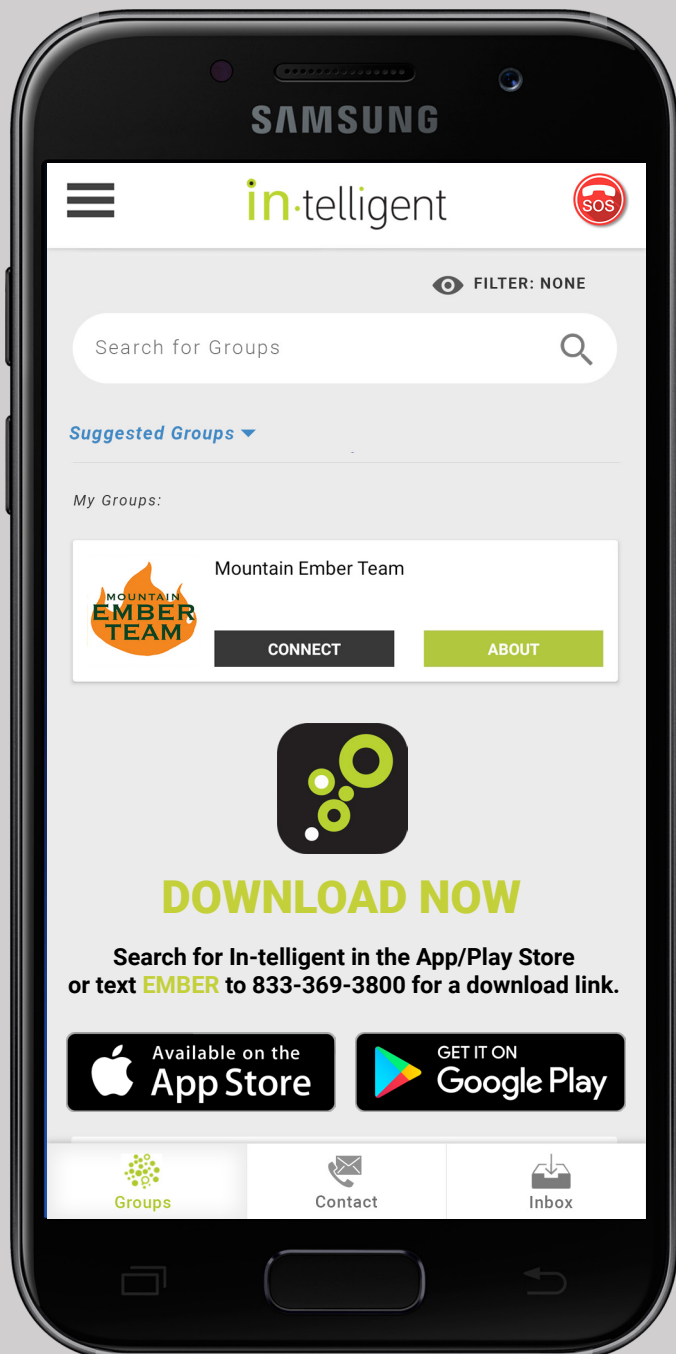 SAMSUNG
in·telligent
SOS
FILTER: NONE
Search for Groups
Suggested Groups
My Groups:
Mountain Ember Team
MOUNTAIN
EMBER
TEAM
CONNECT
ABOUT
DOWNLOAD NOW
Search for In-telligent in the App/Play Store
or text EMBER to 833-369-3800 for a download link.
Available on the
App Store
GET IT ON
Google Play
Groups
Contact
Inbox